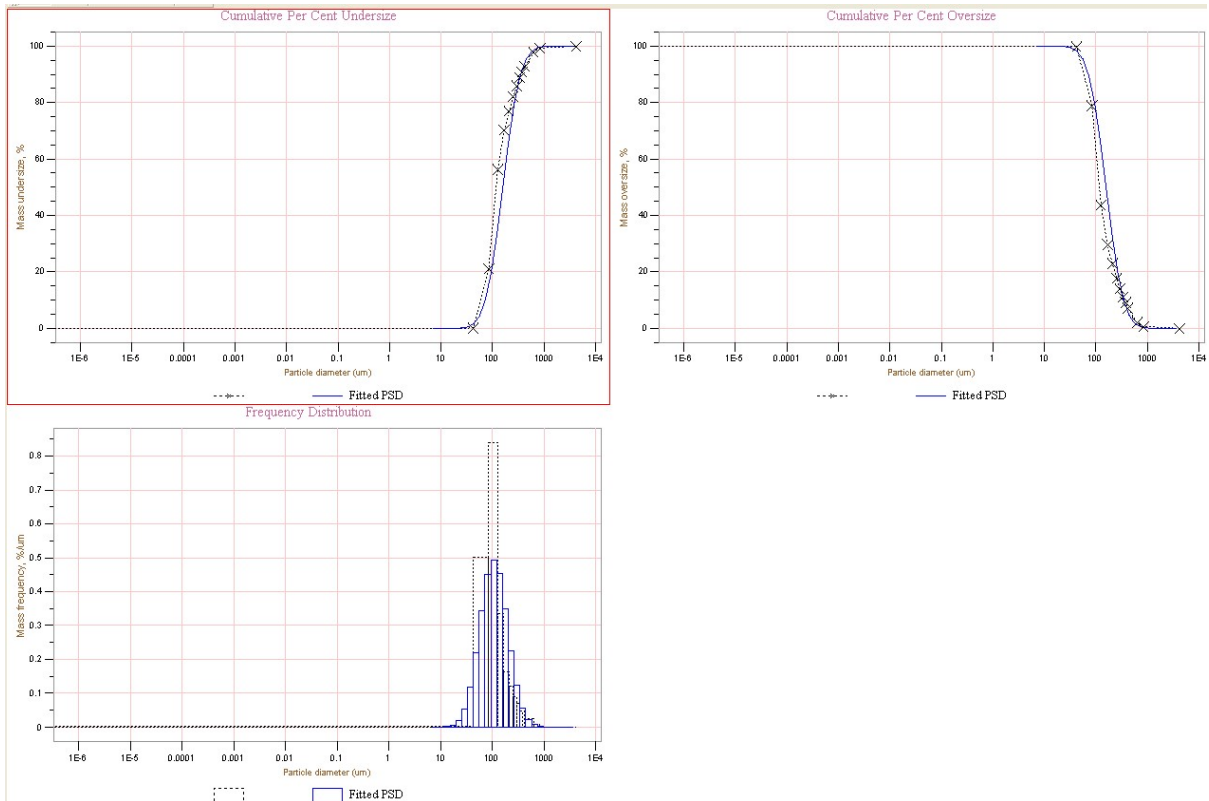 Cumulative Per Cent Undersize
Mass undersize, %
100
80
60
40
20
0
1E-6 1E-5 0.0001 0.001 0.01 0.1 1 10 100 1000 1E4
Particle diameter (um)
Fitted PSD
Cumulative Per Cent Oversize
Mass oversize, %
100
80
60
40
20
0
1E-6 1E-5 0.0001 0.001 0.01 0.1 1 10 100 1000 1E4
Particle diameter (um)
Fitted PSD
Frequency Distribution
Mass frequency, %/um
0.8
0.7
0.6
0.5
0.4
0.3
0.2
0.1
0
1E-6 1E-5 0.0001 0.001 0.01 0.1 1 10 100 1000 1E4
Particle diameter (um)
Fitted PSD